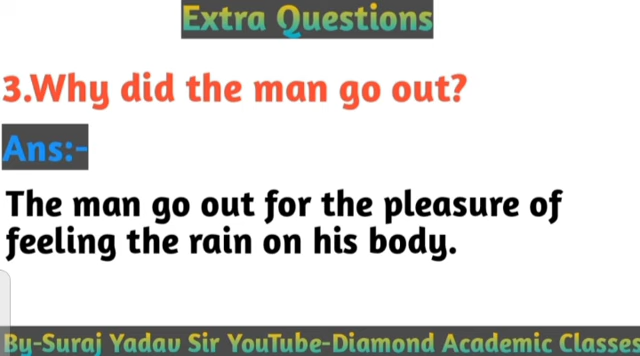 Extra Questions
3.Why did the man go out?
Ans:-
The man go out for the pleasure of
feeling the rain on his body.
By-Suraj Yadav Sir YouTube-Diamond Academic Classes